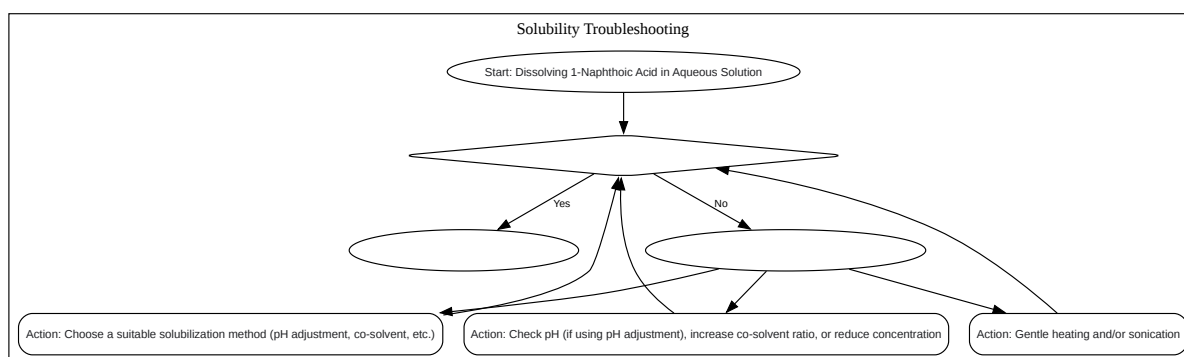 Solubility Troubleshooting
Start: Dissolving 1-Naphthoic Acid in Aqueous Solution
Yes
No
Action: Choose a suitable solubilization method (pH adjustment, co-solvent, etc.)
Action: Check pH (if using pH adjustment), increase co-solvent ratio, or reduce concentration
Action: Gentle heating and/or sonication